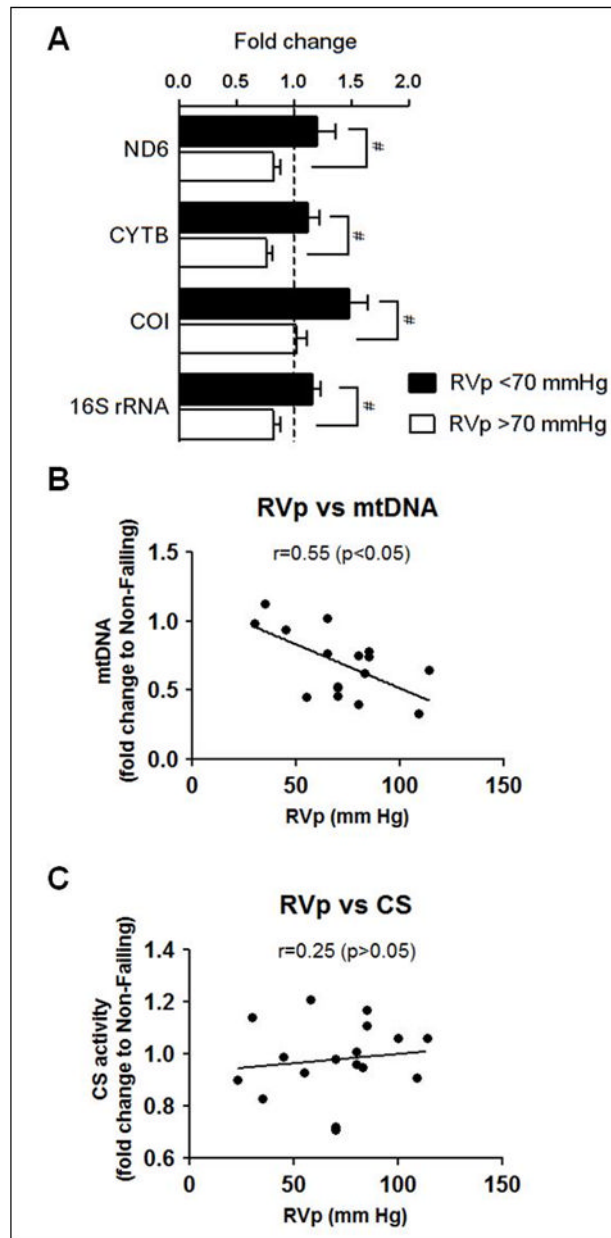 A
Fold change
0.0 0.5 1.0 1.5 2.0
ND6 #
CYTB #
COI #
16S rRNA #
RVp <70 mmHg
RVp >70 mmHg
B
RVp vs mtDNA
r=0.55 (p<0.05)
mtDNA
(fold change to Non-Failing)
1.5
1.0
0.5
0.0
0 50 100 150
RVp (mm Hg)
C
RVp vs CS
r=0.25 (p>0.05)
CS activity
(fold change to Non-Failing)
1.4
1.2
1.0
0.8
0.6
0 50 100 150
RVp (mm Hg)